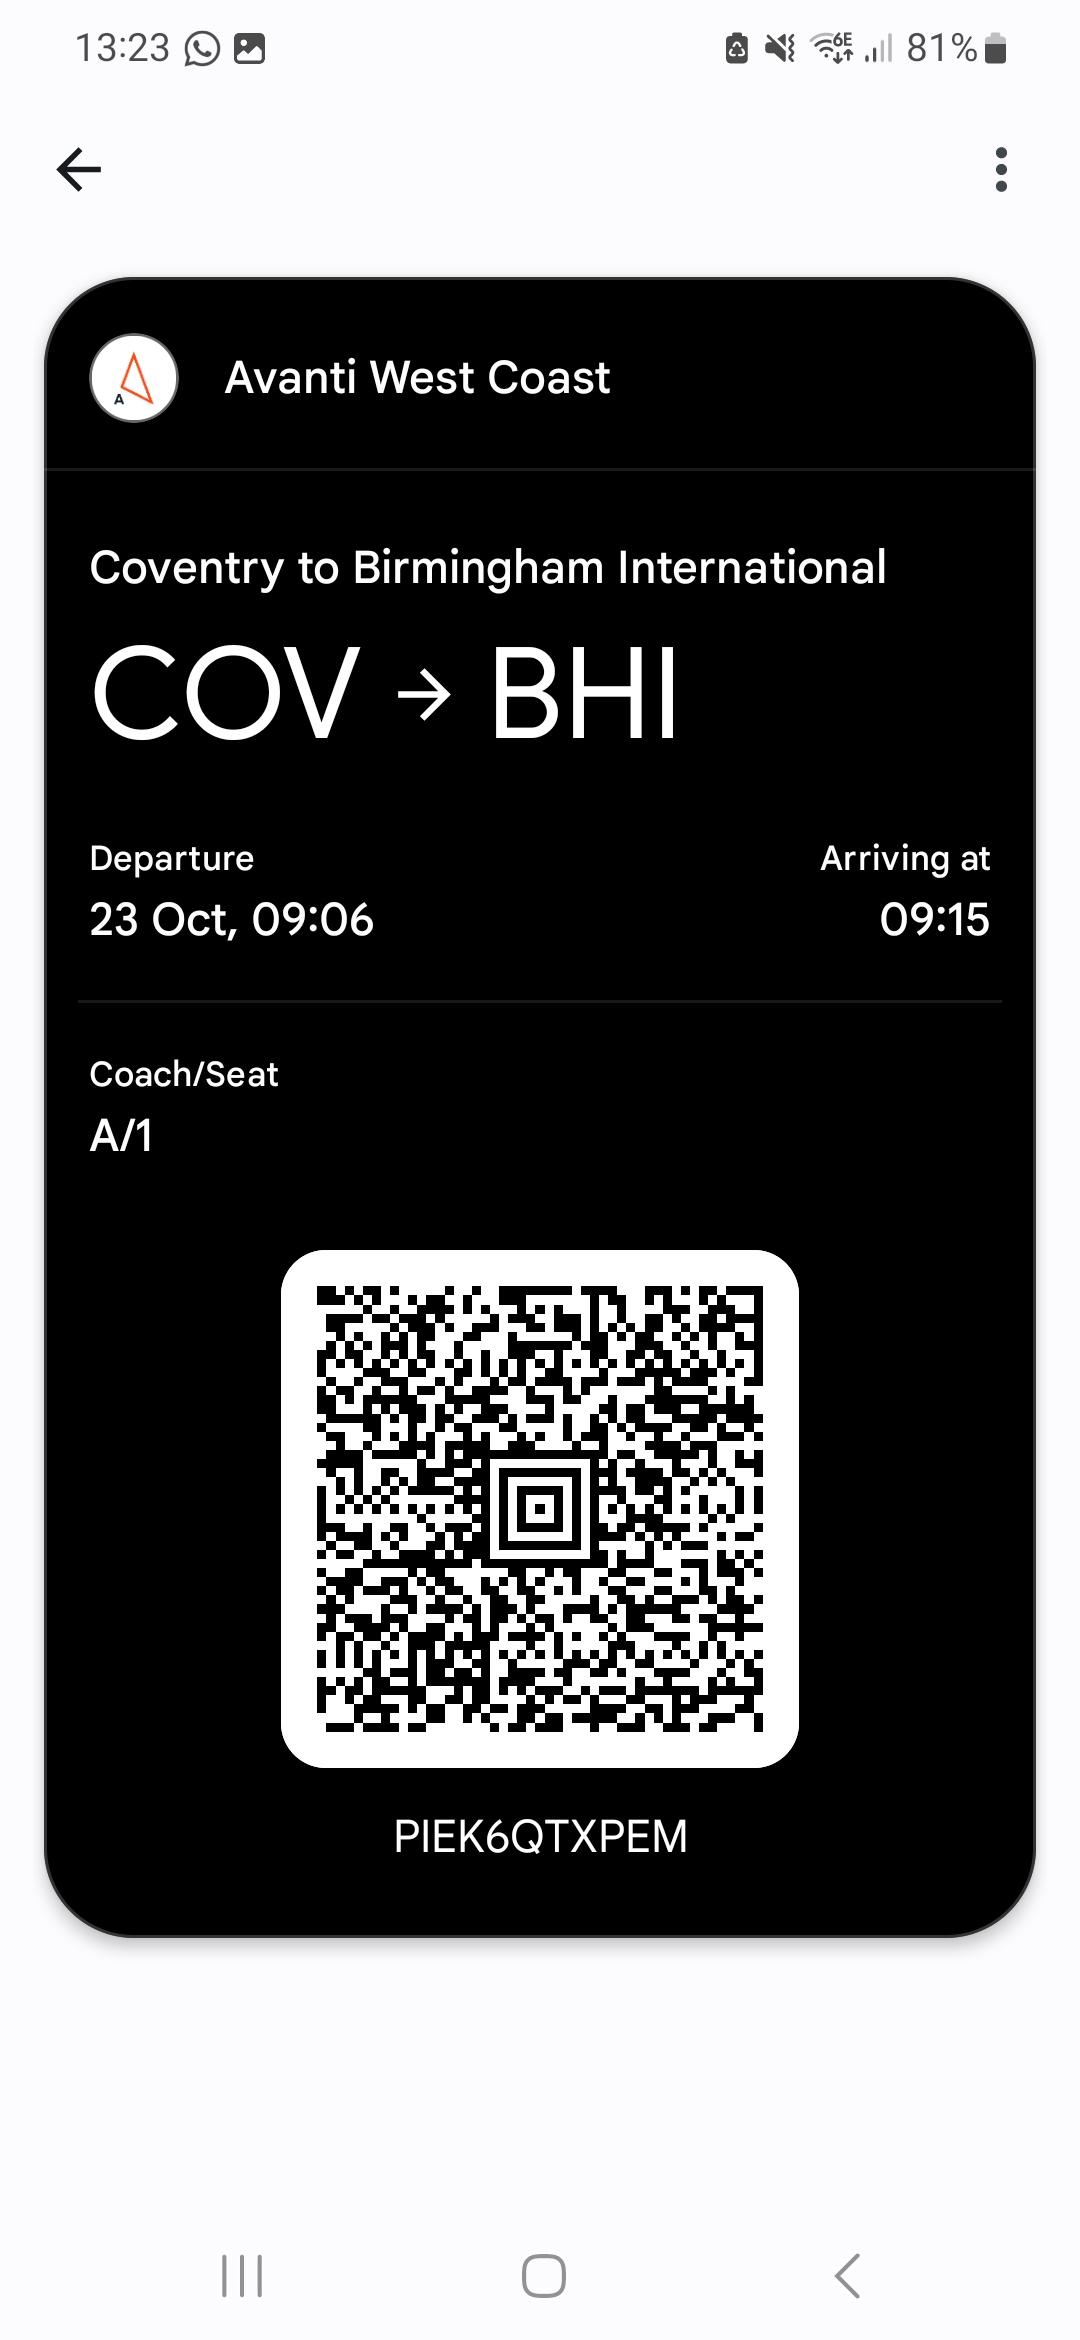 13:23 6E 81%
A Avanti West Coast
Coventry to Birmingham International
COV → BHI
Departure Arriving at
23 Oct, 09:06 09:15
Coach/Seat
A/1
PIEK6QTXPEM